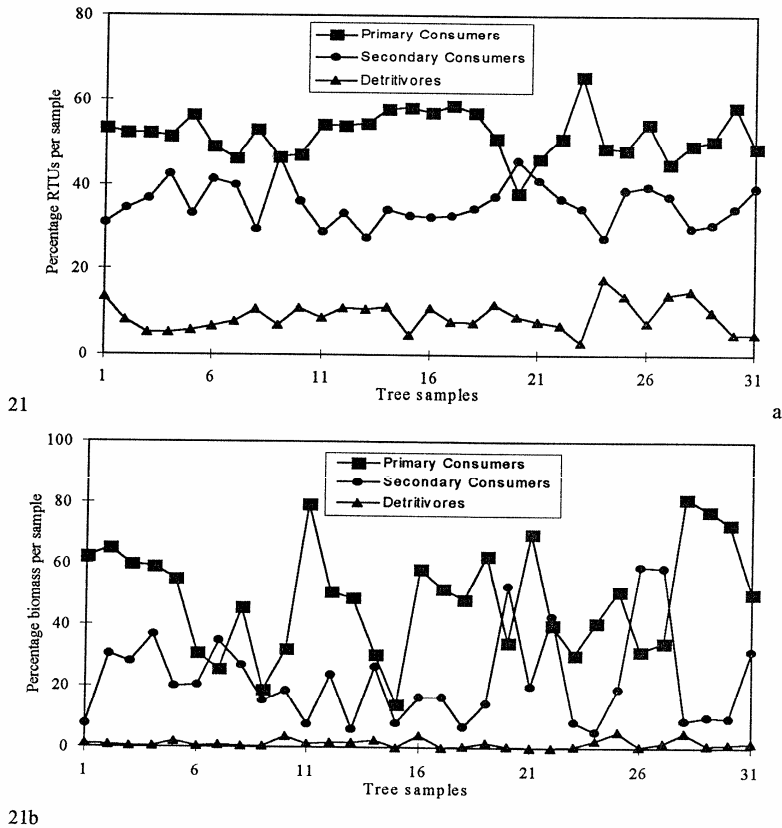 80
60
40
20
0
Percentage RTUs per sample
Primary Consumers
Secondary Consumers
Detritivores
1 6 11 16 21 26 31
Tree samples
21
a
100
80
60
40
20
0
Percentage biomass per sample
Primary Consumers
Secondary Consumers
Detritivores
1 6 11 16 21 26 31
Tree samples
21b